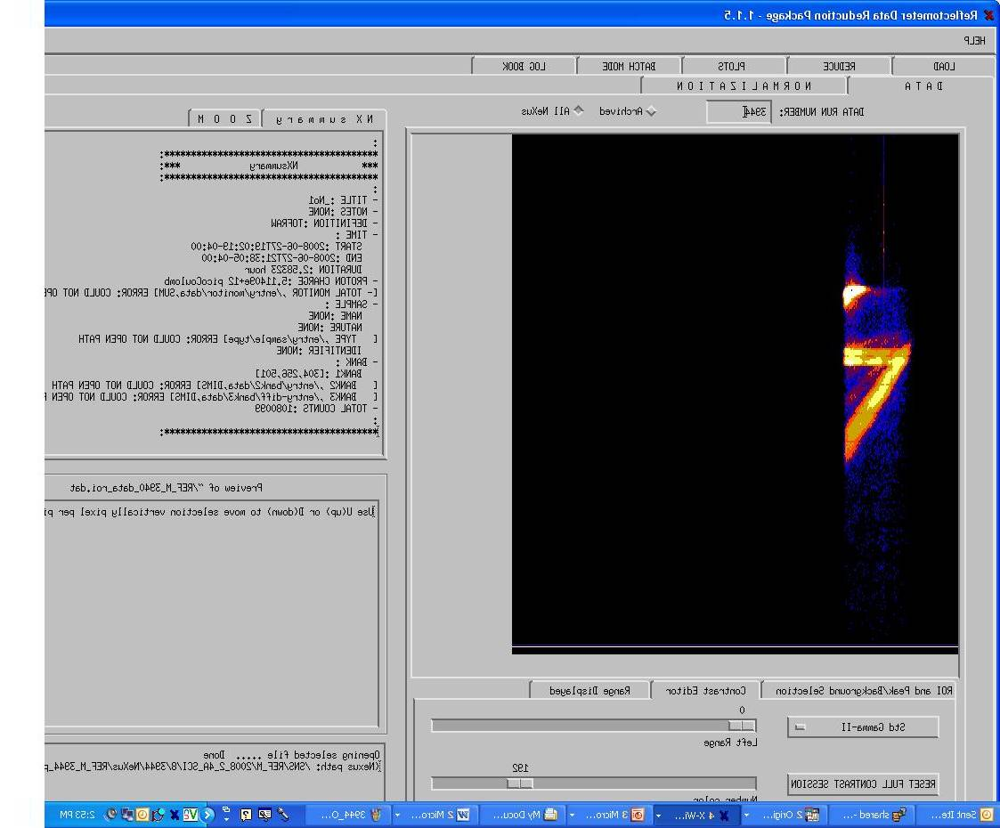 Reflectometer Data Reduction Package - 1.1.5
HELP
LOAD REDUCE PLOTS BATCH MODE LOG BOOK
D A T A N O R M A L I Z A T I O N
DATA RUN NUMBER: 3944 Archived All NeXus
N X s u m m a r y Z O O M
:
****************************************:
*** NXsummary ***:
****************************************:
:
- TITLE :_No1
- NOTES :NONE
- DEFINITION :TOFRAW
- TIME :
START :2008-06-27T19:02:19-04:00
END :2008-06-27T21:38:05-04:00
DURATION :2.58323 hour
- PROTON CHARGE :5.11409e+12 picoCoulomb
[- TOTAL MONITOR ,/entry/monitor/data,SUM] ERROR: COULD NOT OPE
- SAMPLE :
NAME :NONE
NATURE :NONE
[ TYPE ,/entry/sample/type] ERROR: COULD NOT OPEN PATH
IDENTIFIER :NONE
- BANK :
BANK1 :[304,256,501]
[ BANK2 ,/entry/bank2/data,DIMS] ERROR: COULD NOT OPEN PATH
[ BANK3 ,/entry-diff/bank3/data,DIMS] ERROR: COULD NOT OPEN P
- TOTAL COUNTS :1080099
:
****************************************:
Preview of ~/REF_M_3940_data_roi.dat
Use U(up) or D(down) to move selection vertically pixel per pi
ROI and Peak/Background Selection Contrast Editor Range Displayed
Std Gamma-II
0
Left Range
192
RESET FULL CONTRAST SESSION
Number color
Opening selected file ..... Done
(Nexus path: /SNS/REF_M/2008_2_4A_SCI/8/3944/NeXus/REF_M_3944_p
Sent Ite... shared -... 2 Origi... 4 X-Wi... 3 Micro... My Docu... 2 Micro... 3944_O... 2:53 PM